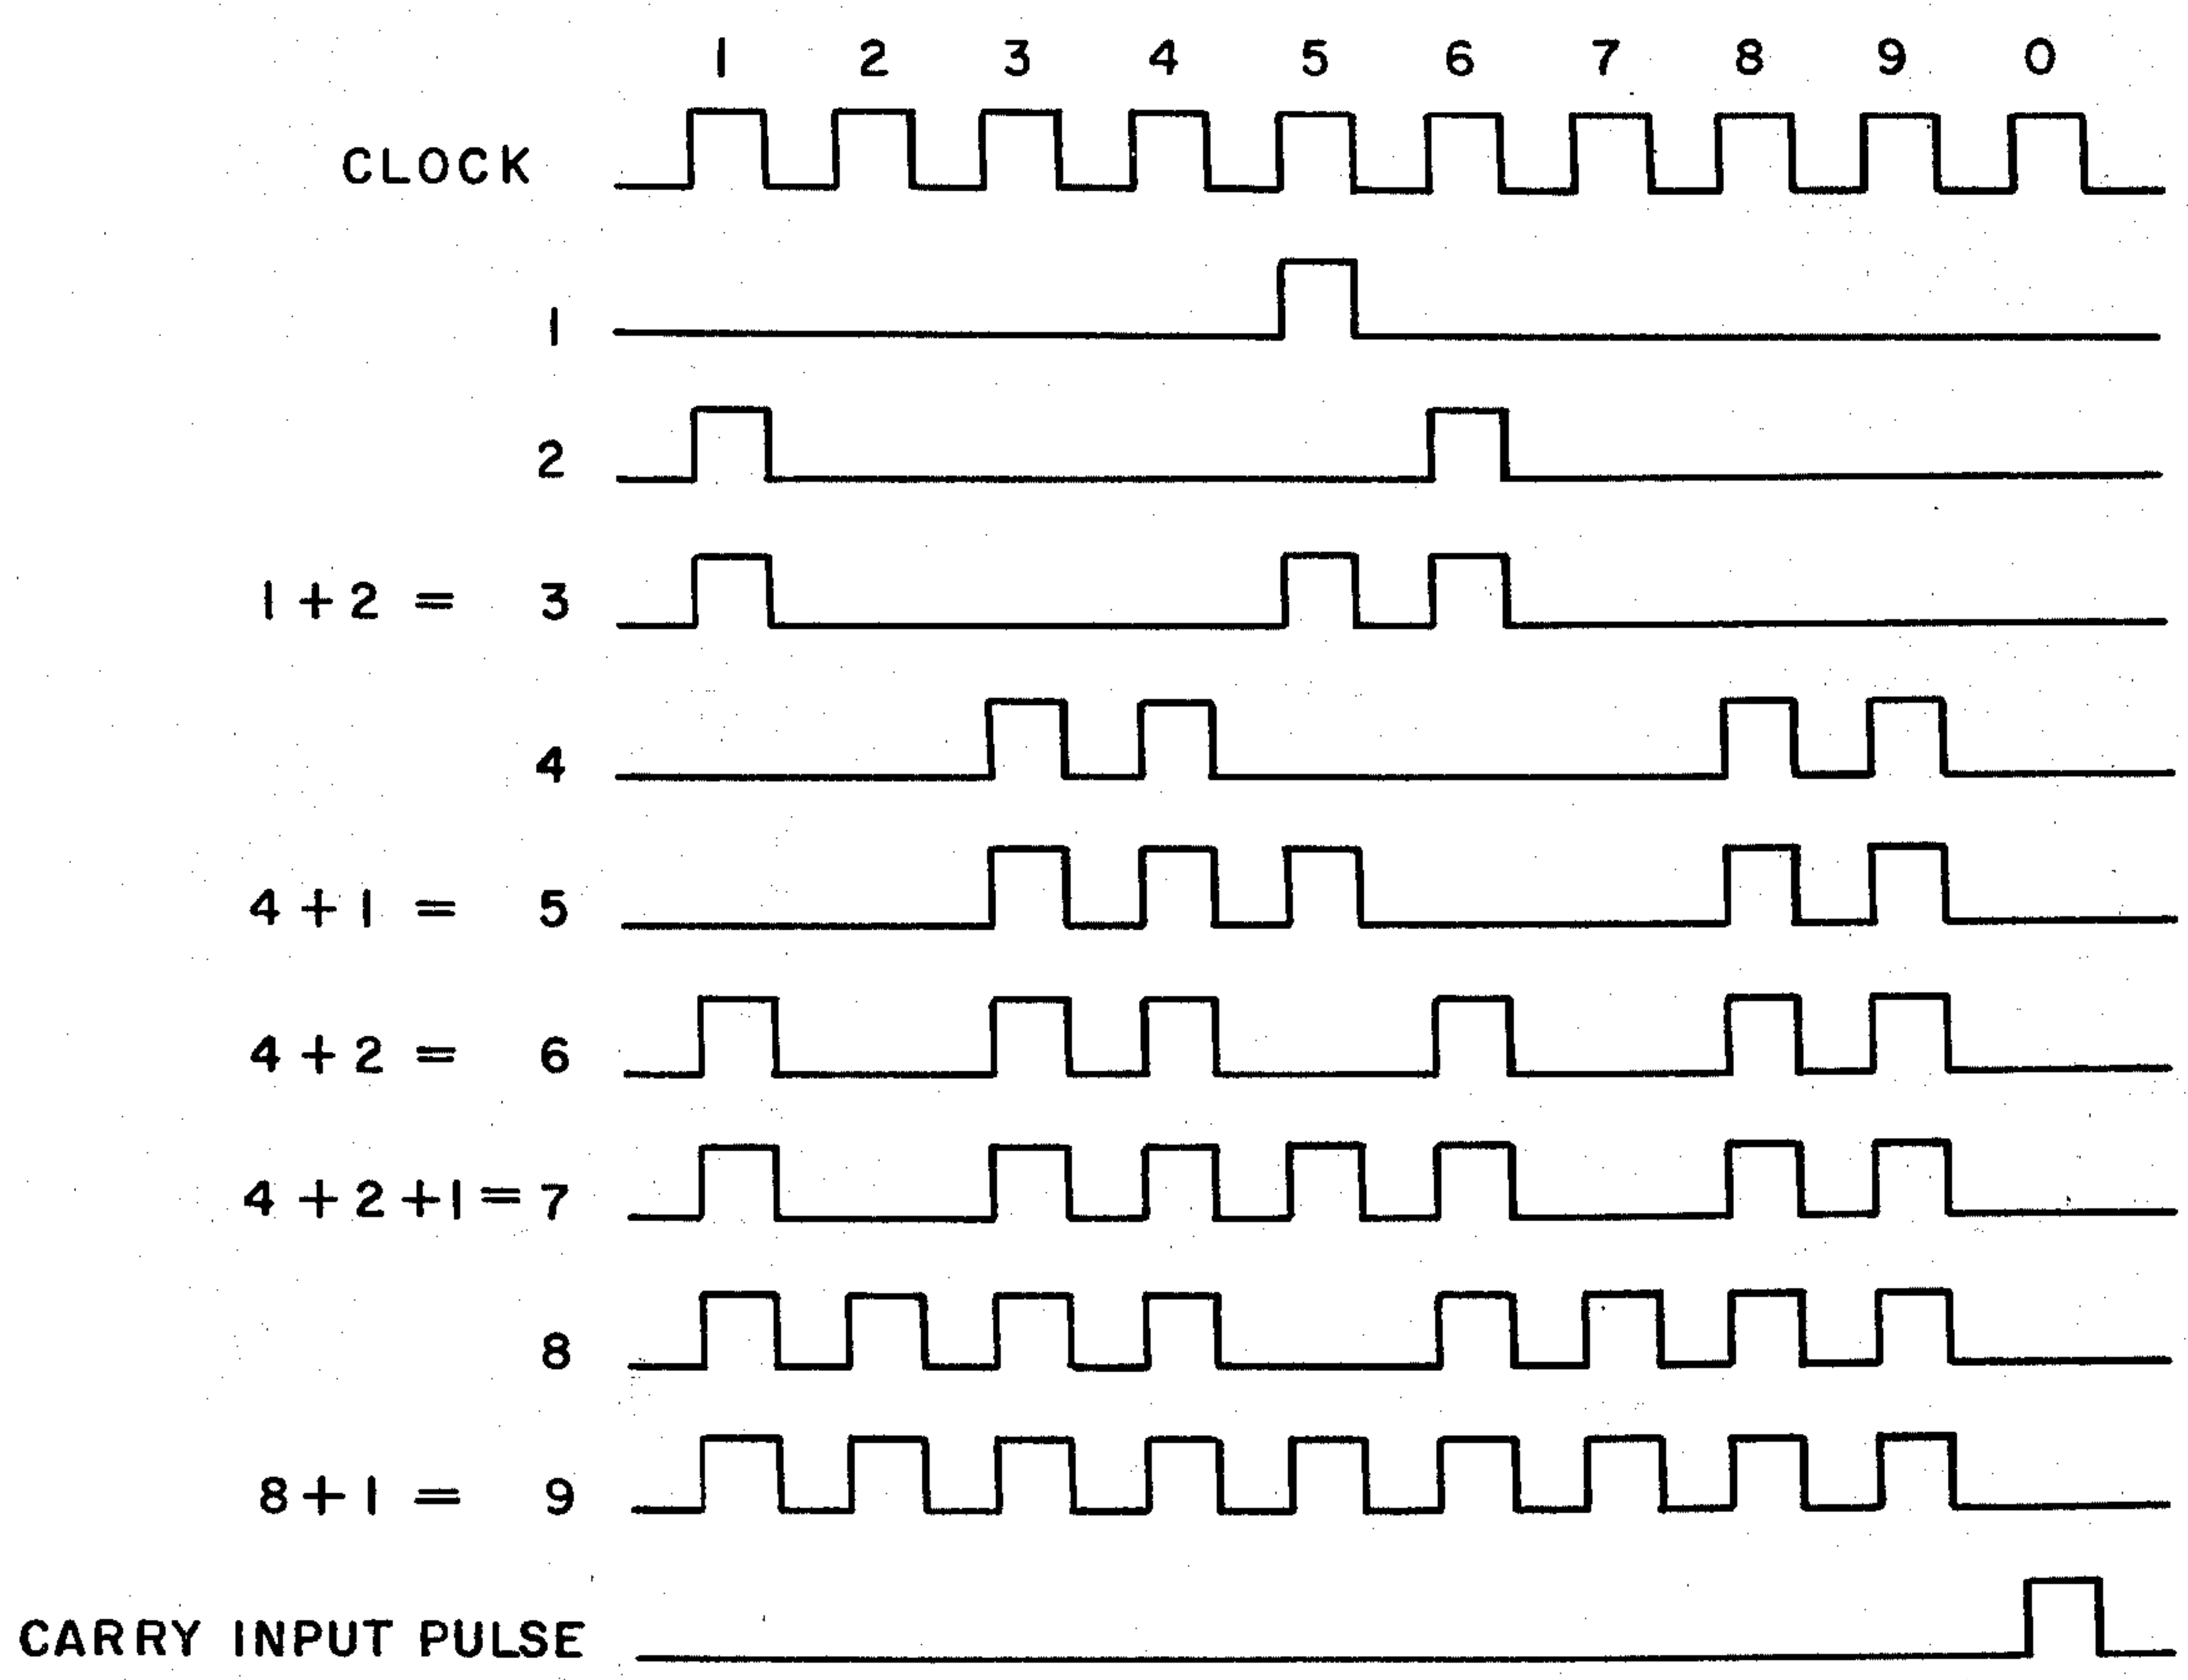 1 2 3 4 5 6 7 8 9 0
CLOCK
1
2
1 + 2 = 3
4
4 + 1 = 5
4 + 2 = 6
4 + 2 + 1 = 7
8
8 + 1 = 9
CARRY INPUT PULSE